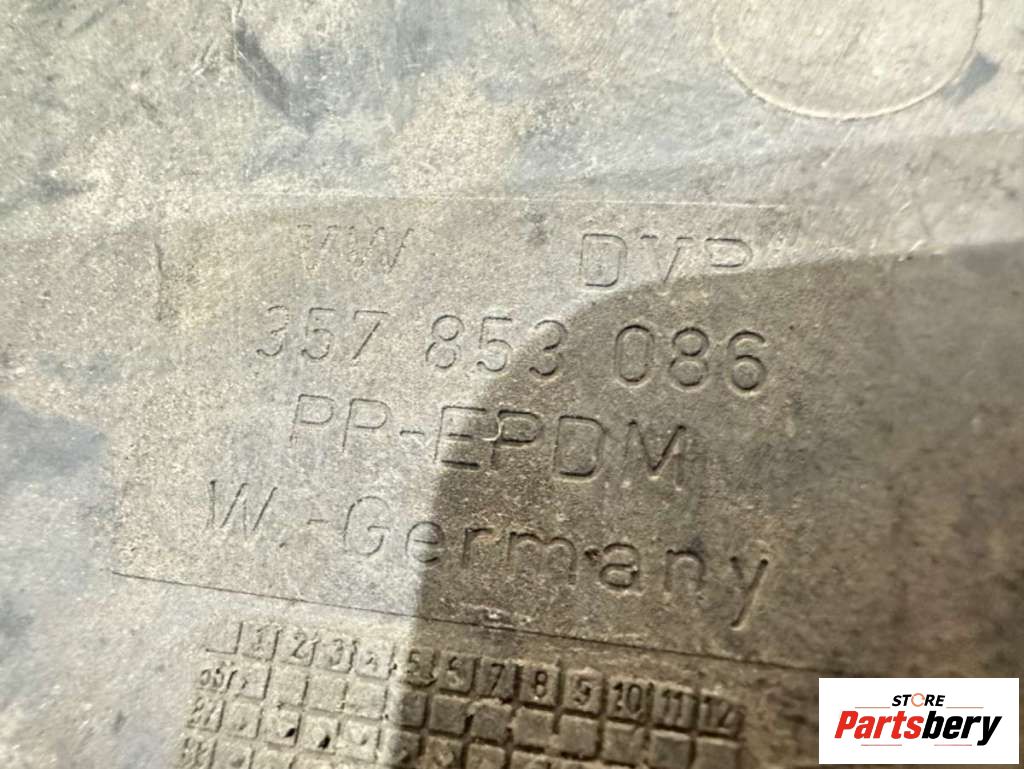 VW DVP
357 853 086
PP-EPDM
W.-Germany
1 2 3 4 5 6 7 8 9 10 11 12
STORE
Partsbery